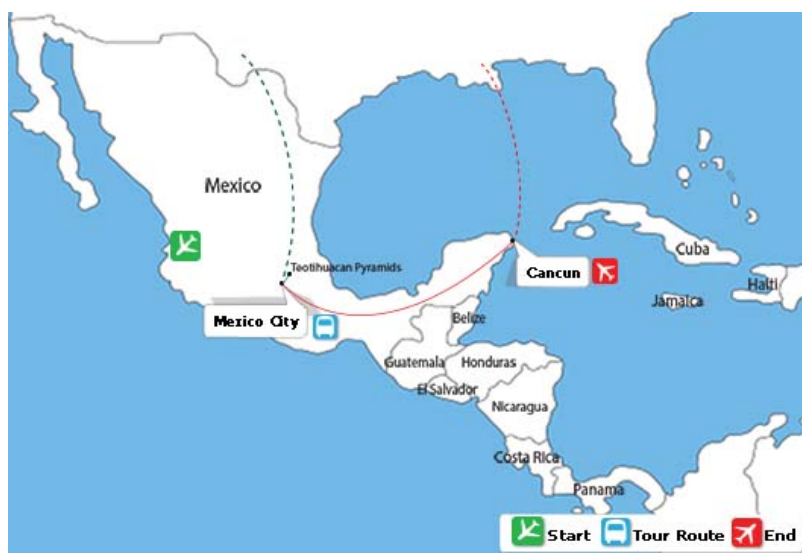 Mexico
Teotihuacan Pyramids
Mexico City
Cancun
Cuba
Haiti
Jamaica
Belize
Guatemala
Honduras
El Salvador
Nicaragua
Costa Rica
Panama
Start
Tour Route
End